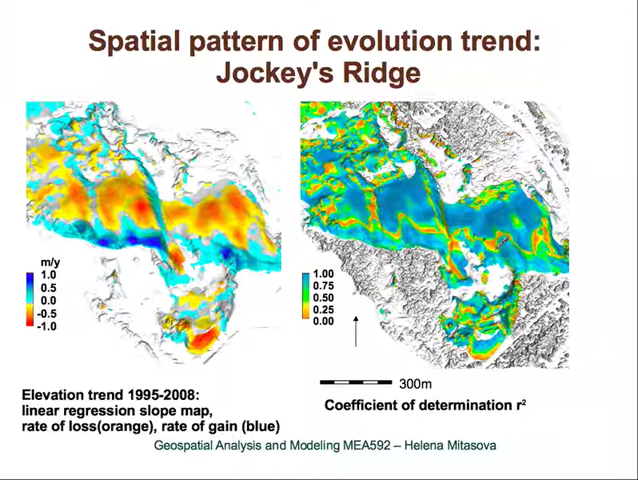 Spatial pattern of evolution trend:
Jockey's Ridge
m/y
1.0
0.5
0.0
-0.5
-1.0
1.00
0.75
0.50
0.25
0.00
300m
Elevation trend 1995-2008:
linear regression slope map,
rate of loss(orange), rate of gain (blue)
Coefficient of determination r²
Geospatial Analysis and Modeling MEA592 – Helena Mitasova